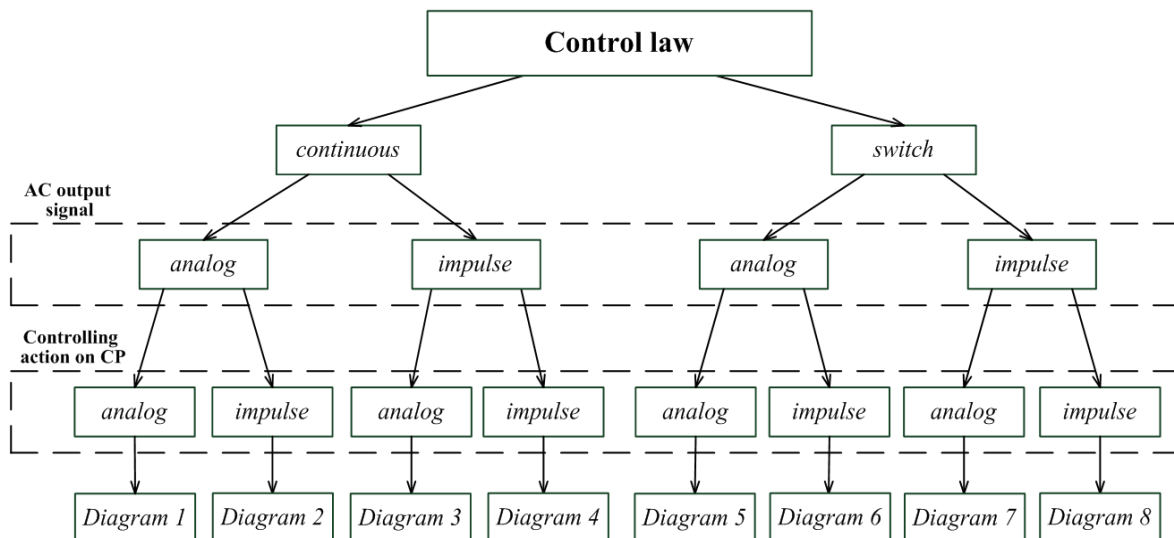 Control law
continuous
switch
AC output
signal
analog
impulse
analog
impulse
Controlling
action on CP
analog
impulse
analog
impulse
analog
impulse
analog
impulse
Diagram 1
Diagram 2
Diagram 3
Diagram 4
Diagram 5
Diagram 6
Diagram 7
Diagram 8